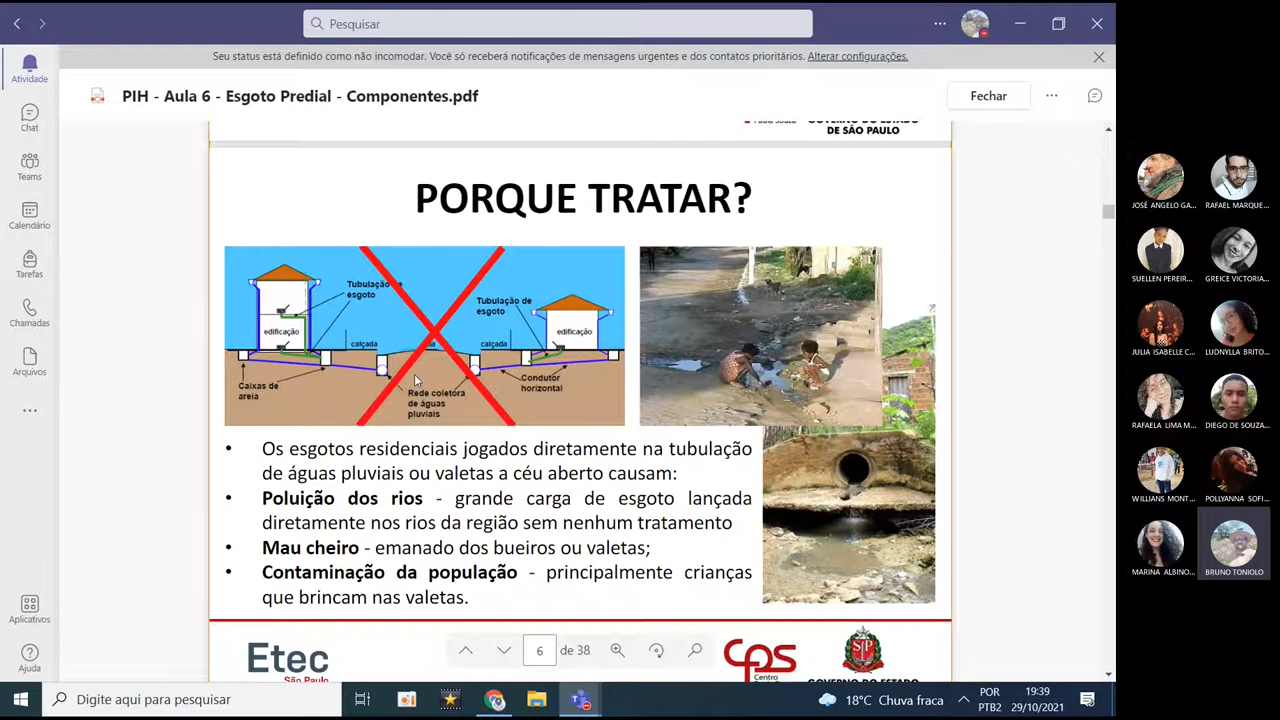 Pesquisar
Seu status está definido como não incomodar. Você só receberá notificações de mensagens urgentes e dos contatos prioritários. Alterar configurações.
Atividade
Chat
Teams
Calendário
Tarefas
Chamadas
Arquivos
Aplicativos
Ajuda
PIH - Aula 6 - Esgoto Predial - Componentes.pdf
Fechar
DE SÃO PAULO
PORQUE TRATAR?
Tubulação de
esgoto
Tubulação de
esgoto
edificação
edificação
calçada
calçada
Caixas de
areia
Rede coletora
de águas
pluviais
Condutor
horizontal
• Os esgotos residenciais jogados diretamente na tubulação
de águas pluviais ou valetas a céu aberto causam:
• Poluição dos rios - grande carga de esgoto lançada
diretamente nos rios da região sem nenhum tratamento
• Mau cheiro - emanado dos bueiros ou valetas;
• Contaminação da população - principalmente crianças
que brincam nas valetas.
Etec
São Paulo
6 de 38
CPS
Centro
JOSÉ ANGELO GA...
RAFAEL MARQUE...
SUELLEN PEREIR...
GREICE VICTORIA...
JULIA ISABELLE C...
LUDNYLLA BRITO...
RAFAELA LIMA M...
DIEGO DE SOUZA...
WILLIANS MONT...
POLLYANNA SOFI...
MARINA ALBINO...
BRUNO TONIOLO
Digite aqui para pesquisar
18°C Chuva fraca
POR
PTB2
19:39
29/10/2021